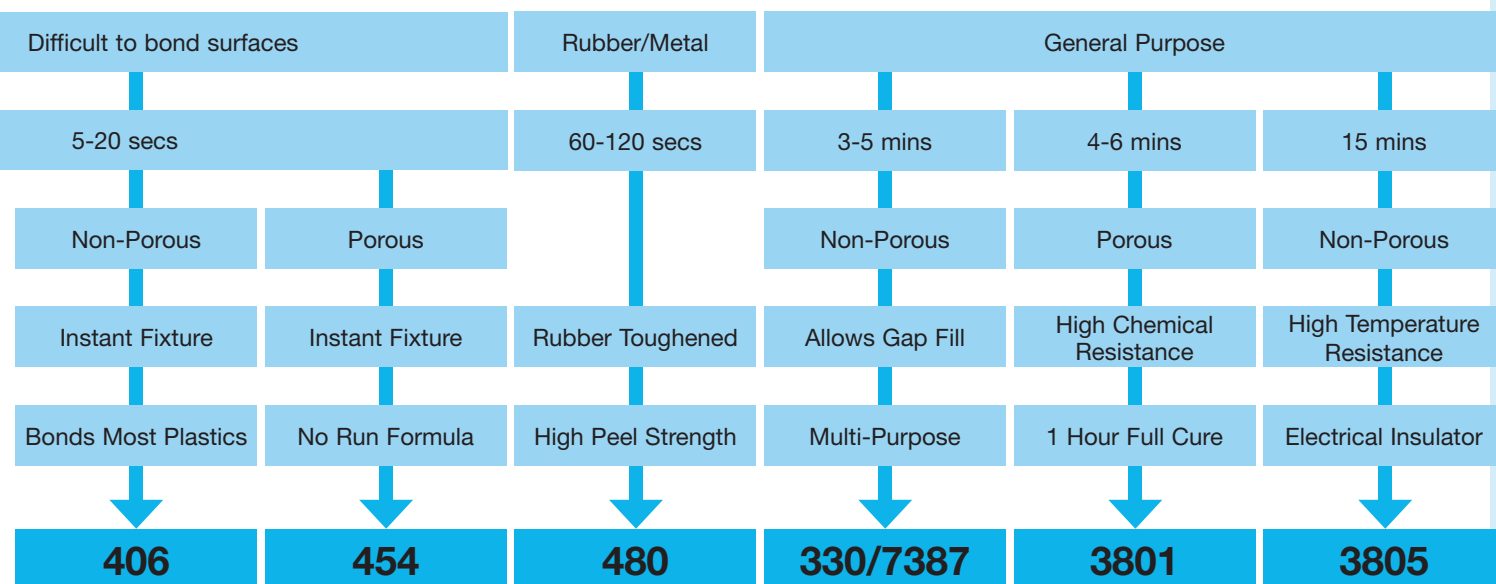 Difficult to bond surfaces
Rubber/Metal
General Purpose
5-20 secs
60-120 secs
3-5 mins
4-6 mins
15 mins
Non-Porous
Porous
Non-Porous
Porous
Non-Porous
Instant Fixture
Instant Fixture
Rubber Toughened
Allows Gap Fill
High Chemical
Resistance
High Temperature
Resistance
Bonds Most Plastics
No Run Formula
High Peel Strength
Multi-Purpose
1 Hour Full Cure
Electrical Insulator
406
454
480
330/7387
3801
3805